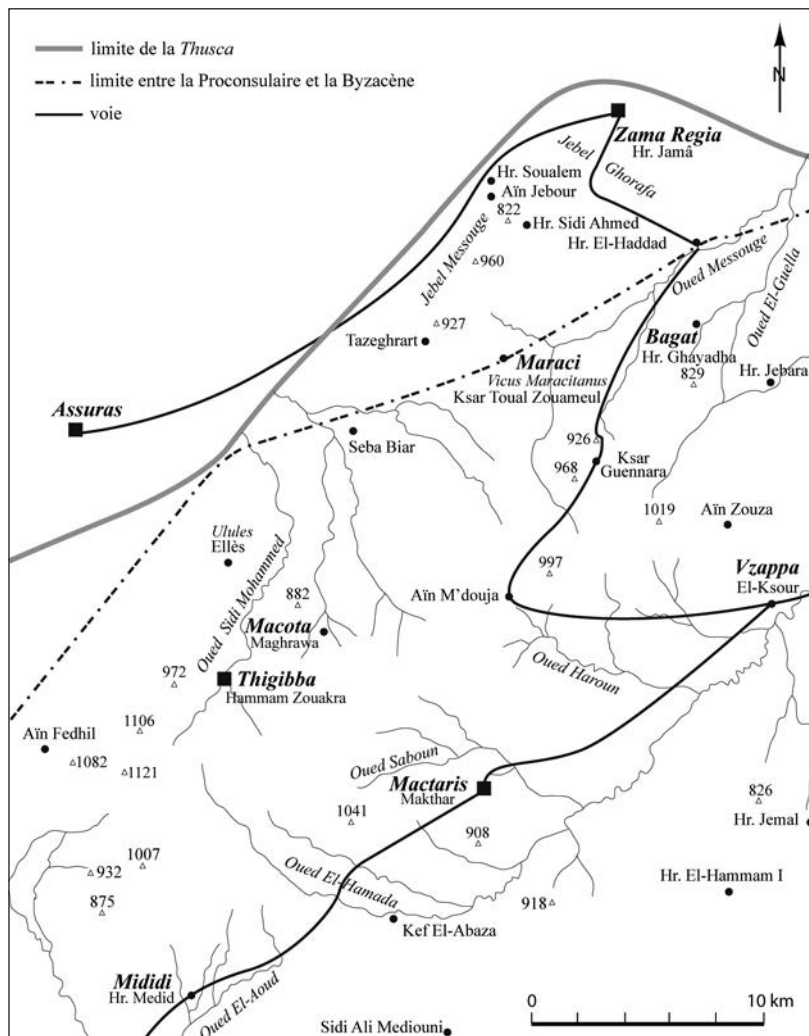 limite de la Thusca
limite entre la Proconsulaire et la Byzacène
voie
N
Zama Regia
Hr. Jamâ
Jebel Ghorafa
Hr. Soualem
Aïn Jebour
822
Hr. Sidi Ahmed
Hr. El-Haddad
Jebel Messouge
960
Oued Messouge
Oued El-Guella
927
Tazeghrart
Maraci
Vicus Maracitanus
Ksar Toual Zouameul
Bagat
Hr. Ghayadha
829
Hr. Jebara
Assuras
Seba Biar
926
968
Ksar
Guennara
1019
Aïn Zouza
Ulules
Ellès
Oued Sidi Mohammed
882
997
Aïn M'douja
Vzappa
El-Ksour
Macota
Maghrawa
Oued Haroun
972
Thigibba
Hammam Zouakra
1106
Aïn Fedhil
1082
1121
Oued Saboun
Mactaris
Makthar
826
Hr. Jemal
1041
908
1007
932
875
Oued El-Hamada
Hr. El-Hammam I
918
Kef El-Abaza
Mididi
Hr. Medid
Oued El-Aoud
Sidi Ali Mediouni
0 10 km